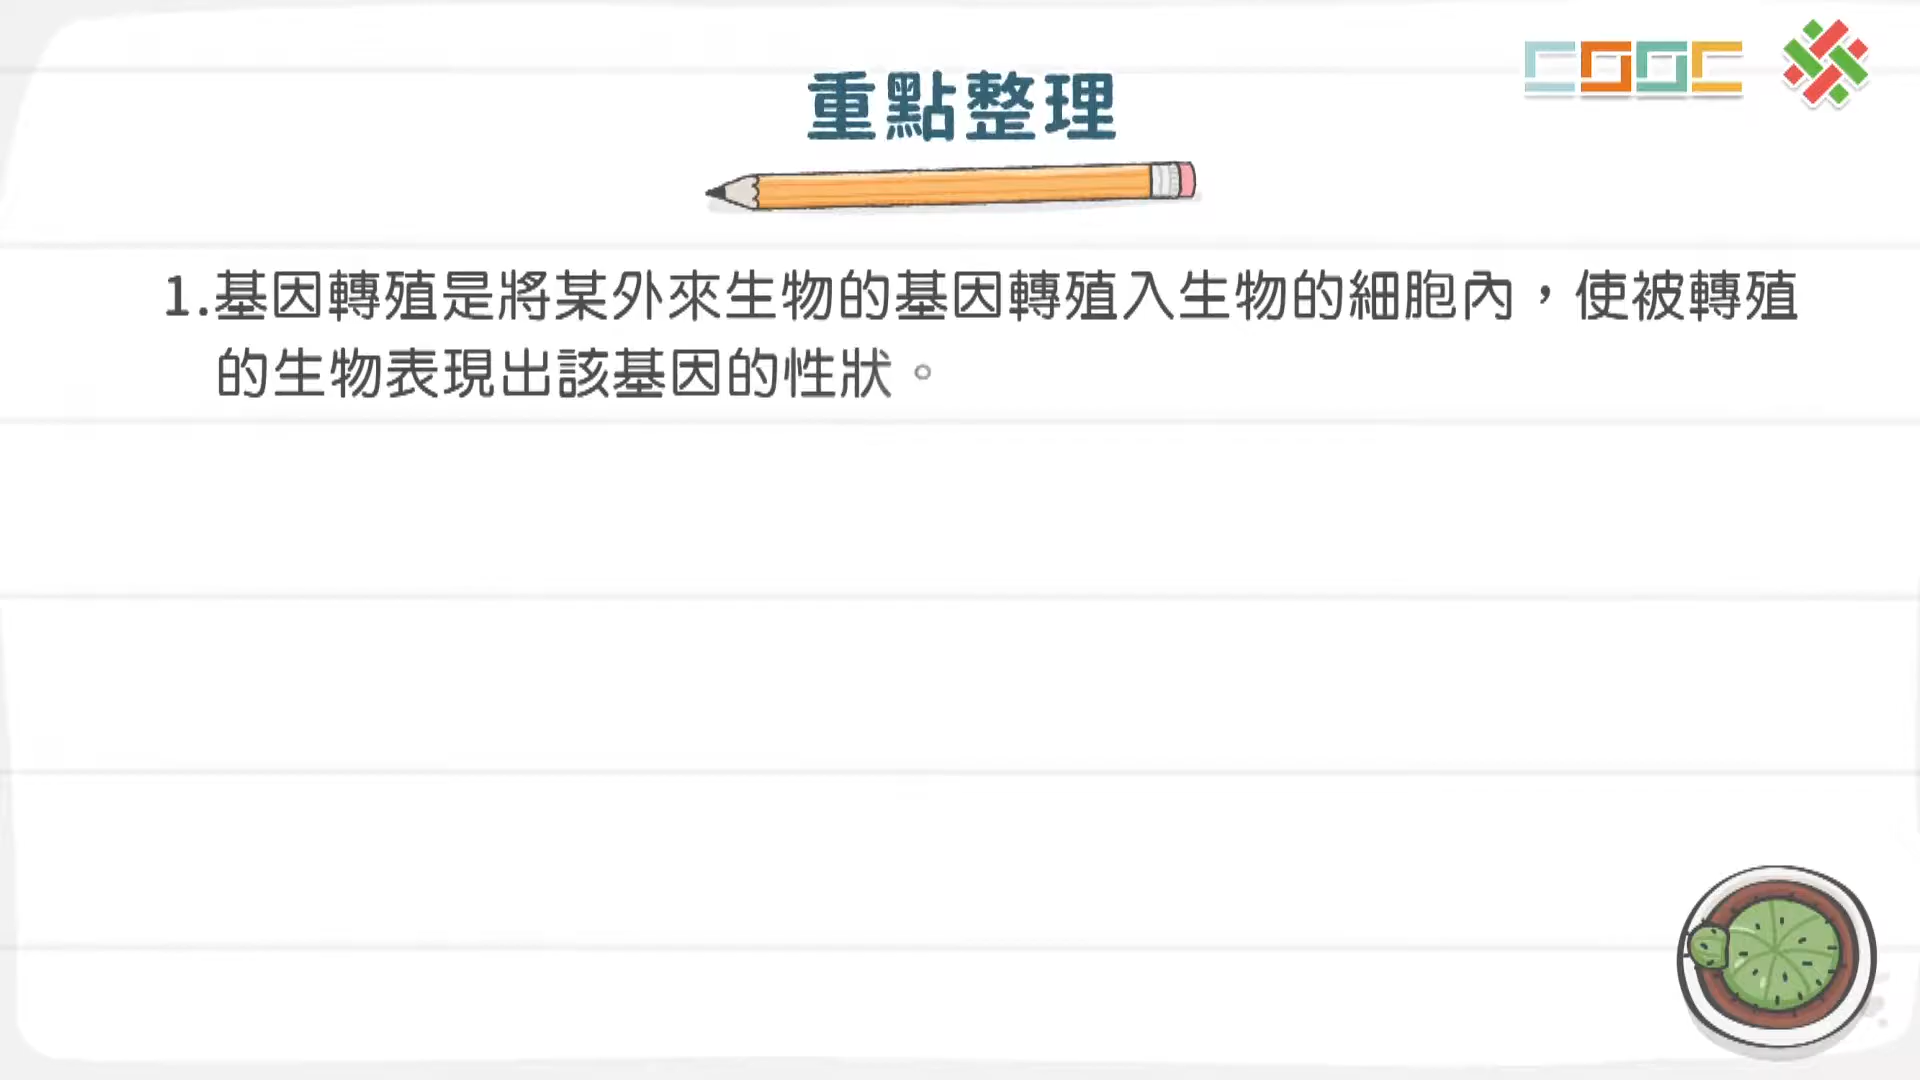 COOC
重點整理
1.基因轉殖是將某外來生物的基因轉殖入生物的細胞內，使被轉殖
的生物表現出該基因的性狀。